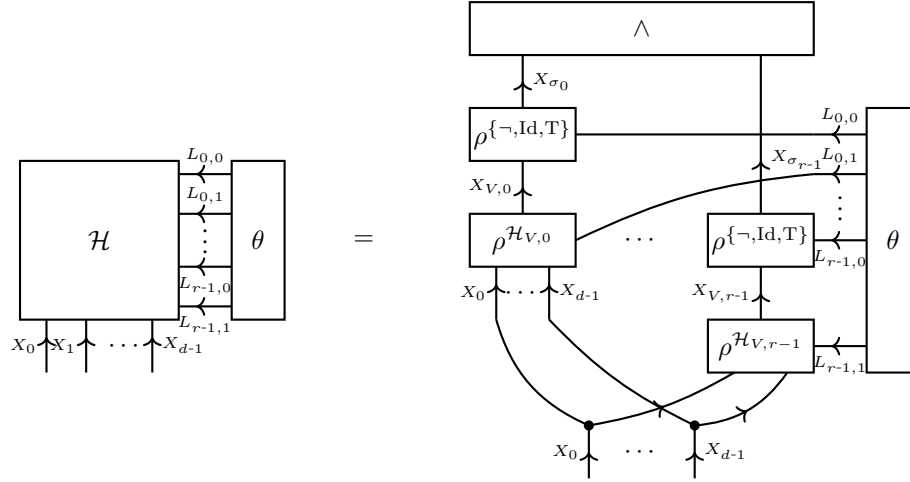 ∧
X_{σ_0}
ρ^{\{¬,Id,T\}} L_{0,0}
L_{0,0} X_{σ_{r-1}} L_{0,1}
X_{V,0}
L_{0,1} ⋮
ℋ ⋮ θ = ρ^{ℋ_{V,0}} ··· ρ^{\{¬,Id,T\}} θ
L_{r-1,0}
L_{r-1,0} X_0 ···· X_{d-1} X_{V,r-1}
L_{r-1,1}
X_0 X_1 ··· X_{d-1} ρ^{ℋ_{V,r-1}} L_{r-1,1}
X_0 ··· X_{d-1}